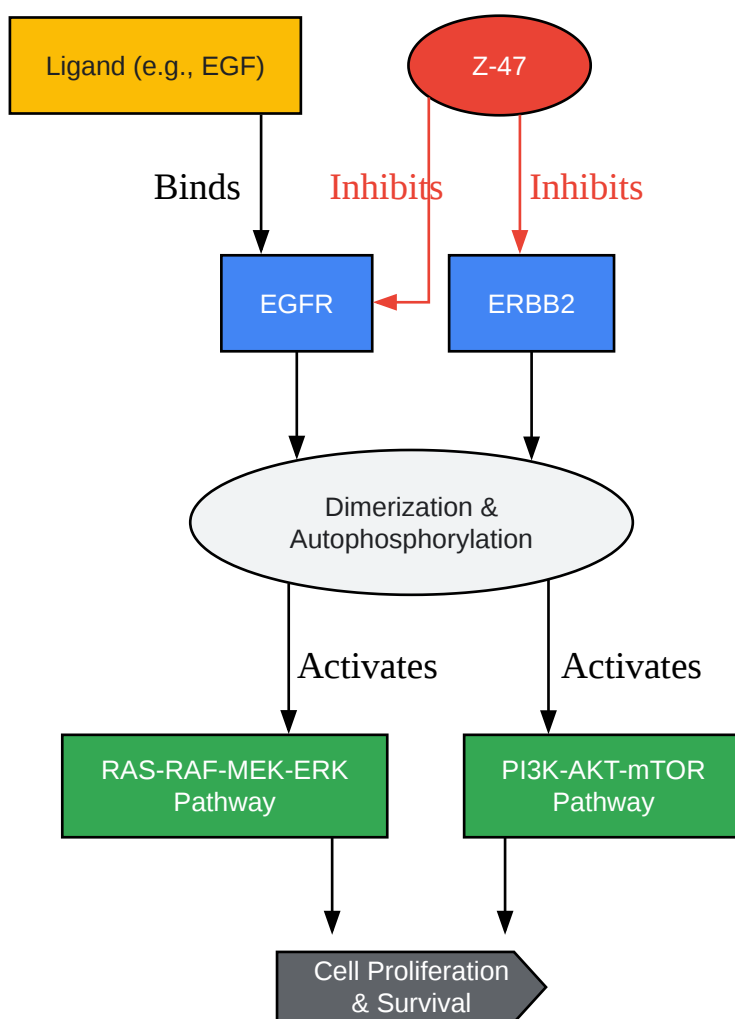 Ligand (e.g., EGF)
Z-47
Binds
Inhibits
Inhibits
EGFR
ERBB2
Dimerization &
Autophosphorylation
Activates
Activates
RAS-RAF-MEK-ERK
Pathway
PI3K-AKT-mTOR
Pathway
Cell Proliferation
& Survival